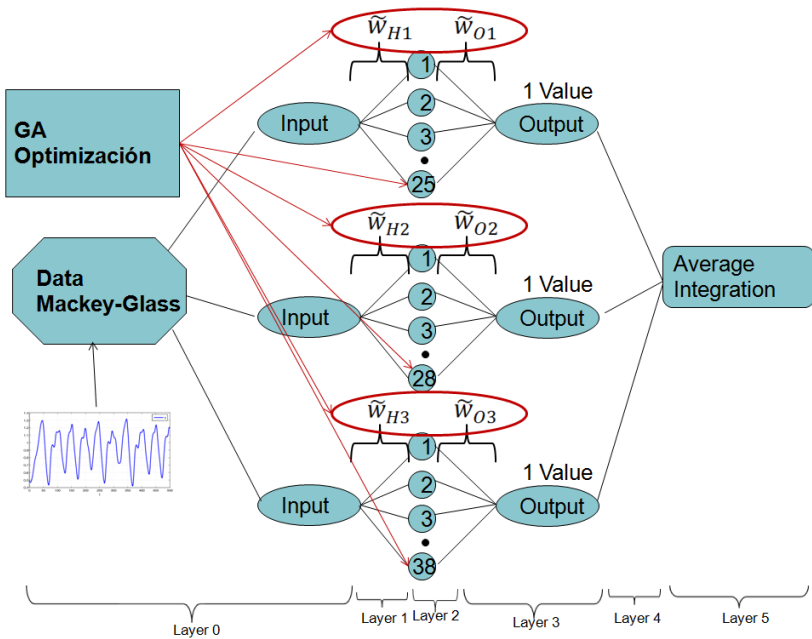 w̃H1 w̃O1
1
2
3
25
Input
1 Value
Output
GA
Optimización
w̃H2 w̃O2
1
2
3
28
Input
1 Value
Output
Data
Mackey-Glass
Average
Integration
w̃H3 w̃O3
1
2
3
38
Input
1 Value
Output
Layer 0
Layer 1
Layer 2
Layer 3
Layer 4
Layer 5